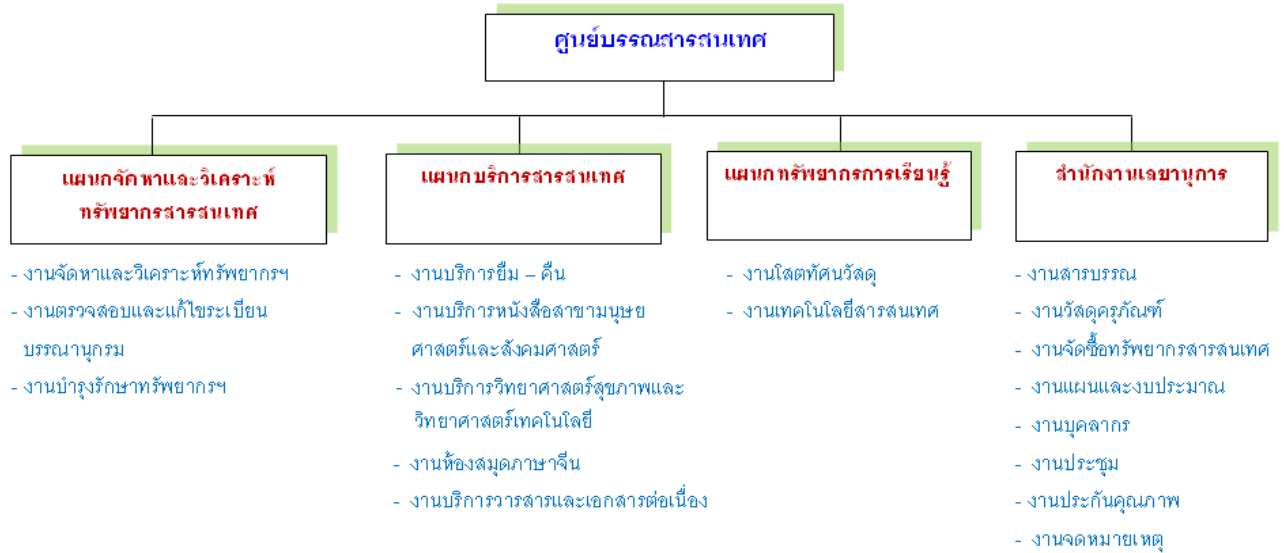 ศูนย์บรรณสารสนเทศ
แผนกจัดหาและวิเคราะห์
ทรัพยากรสารสนเทศ
- งานจัดหาและวิเคราะห์ทรัพยากรฯ
- งานตรวจสอบและแก้ไขระเบียน
บรรณานุกรม
- งานบำรุงรักษาทรัพยากรฯ
แผนกบริการสารสนเทศ
- งานบริการยืม – คืน
- งานบริการหนังสือสาขามนุษย
ศาสตร์และสังคมศาสตร์
- งานบริการวิทยาศาสตร์สุขภาพและ
วิทยาศาสตร์เทคโนโลยี
- งานห้องสมุดภาษาจีน
- งานบริการวารสารและเอกสารต่อเนื่อง
แผนกทรัพยากรการเรียนรู้
- งานโสตทัศนวัสดุ
- งานเทคโนโลยีสารสนเทศ
สำนักงานเลขานุการ
- งานสารบรรณ
- งานวัสดุครุภัณฑ์
- งานจัดซื้อทรัพยากรสารสนเทศ
- งานแผนและงบประมาณ
- งานบุคลากร
- งานประชุม
- งานประกันคุณภาพ
- งานจดหมายเหตุ